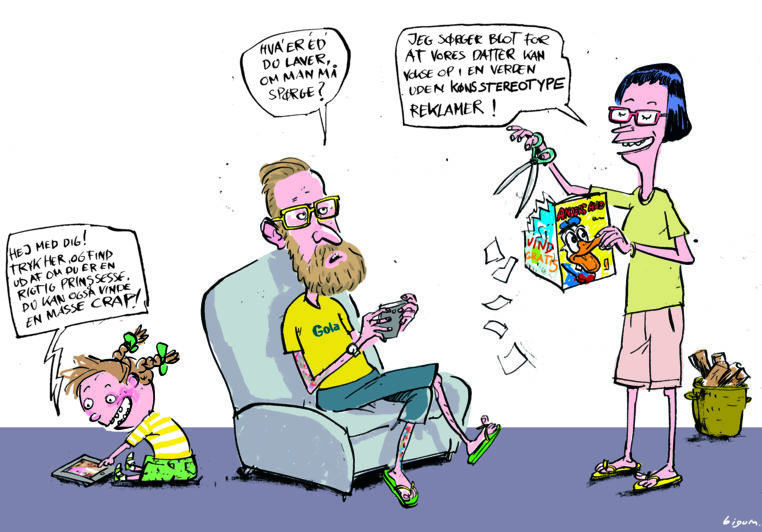 HVA' ER ÉD'
DU LAVER,
OM MAN MÅ
SPØRGE?
JEG SØRGER BLOT FOR
AT VORES DATTER KAN
VOKSE OP I EN VERDEN
UDEN KØNSSTEREOTYPE
REKLAMER!
HEJ MED DIG!
TRYK HER, OG FIND
UD AF OM DU ER EN
RIGTIG PRINSSESSE.
DU KAN OGSÅ VINDE
EN MASSE CRAP!
Gola
ANDERS AND
VIND
GRATIS
bigum.